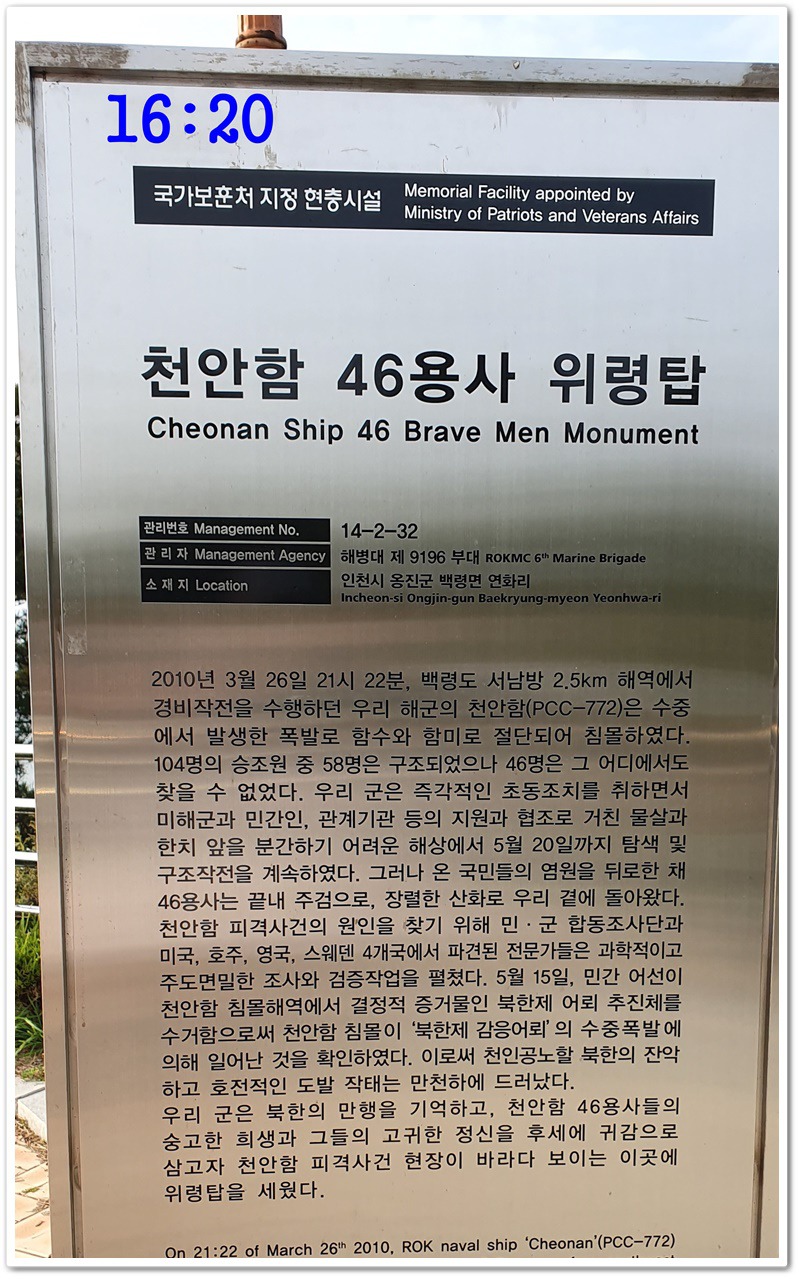 16:20
국가보훈처 지정 현충시설 Memorial Facility appointed by
Ministry of Patriots and Veterans Affairs
천안함 46용사 위령탑
Cheonan Ship 46 Brave Men Monument
관리번호 Management No. 14-2-32
관 리 자 Management Agency 해병대 제 9196 부대 ROKMC 6th Marine Brigade
소 재 지 Location 인천시 옹진군 백령면 연화리
Incheon-si Ongjin-gun Baekryung-myeon Yeonhwa-ri
2010년 3월 26일 21시 22분, 백령도 서남방 2.5km 해역에서
경비작전을 수행하던 우리 해군의 천안함(PCC-772)은 수중
에서 발생한 폭발로 함수와 함미로 절단되어 침몰하였다.
104명의 승조원 중 58명은 구조되었으나 46명은 그 어디에서도
찾을 수 없었다. 우리 군은 즉각적인 초동조치를 취하면서
미해군과 민간인, 관계기관 등의 지원과 협조로 거친 물살과
한치 앞을 분간하기 어려운 해상에서 5월 20일까지 탐색 및
구조작전을 계속하였다. 그러나 온 국민들의 염원을 뒤로한 채
46용사는 끝내 주검으로, 장렬한 산화로 우리 곁에 돌아왔다.
천안함 피격사건의 원인을 찾기 위해 민·군 합동조사단과
미국, 호주, 영국, 스웨덴 4개국에서 파견된 전문가들은 과학적이고
주도면밀한 조사와 검증작업을 펼쳤다. 5월 15일, 민간 어선이
천안함 침몰해역에서 결정적 증거물인 북한제 어뢰 추진체를
수거함으로써 천안함 침몰이 '북한제 감응어뢰'의 수중폭발에
의해 일어난 것을 확인하였다. 이로써 천인공노할 북한의 잔악
하고 호전적인 도발 작태는 만천하에 드러났다.
우리 군은 북한의 만행을 기억하고, 천안함 46용사들의
숭고한 희생과 그들의 고귀한 정신을 후세에 귀감으로
삼고자 천안함 피격사건 현장이 바라다 보이는 이곳에
위령탑을 세웠다.
On 21:22 of March 26th 2010, ROK naval ship 'Cheonan'(PCC-772)